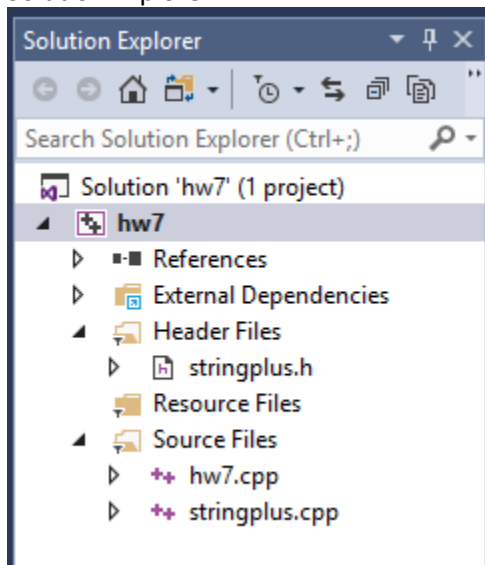 Solution Explorer
Search Solution Explorer (Ctrl+;)
Solution 'hw7' (1 project)
hw7
References
External Dependencies
Header Files
stringplus.h
Resource Files
Source Files
hw7.cpp
stringplus.cpp